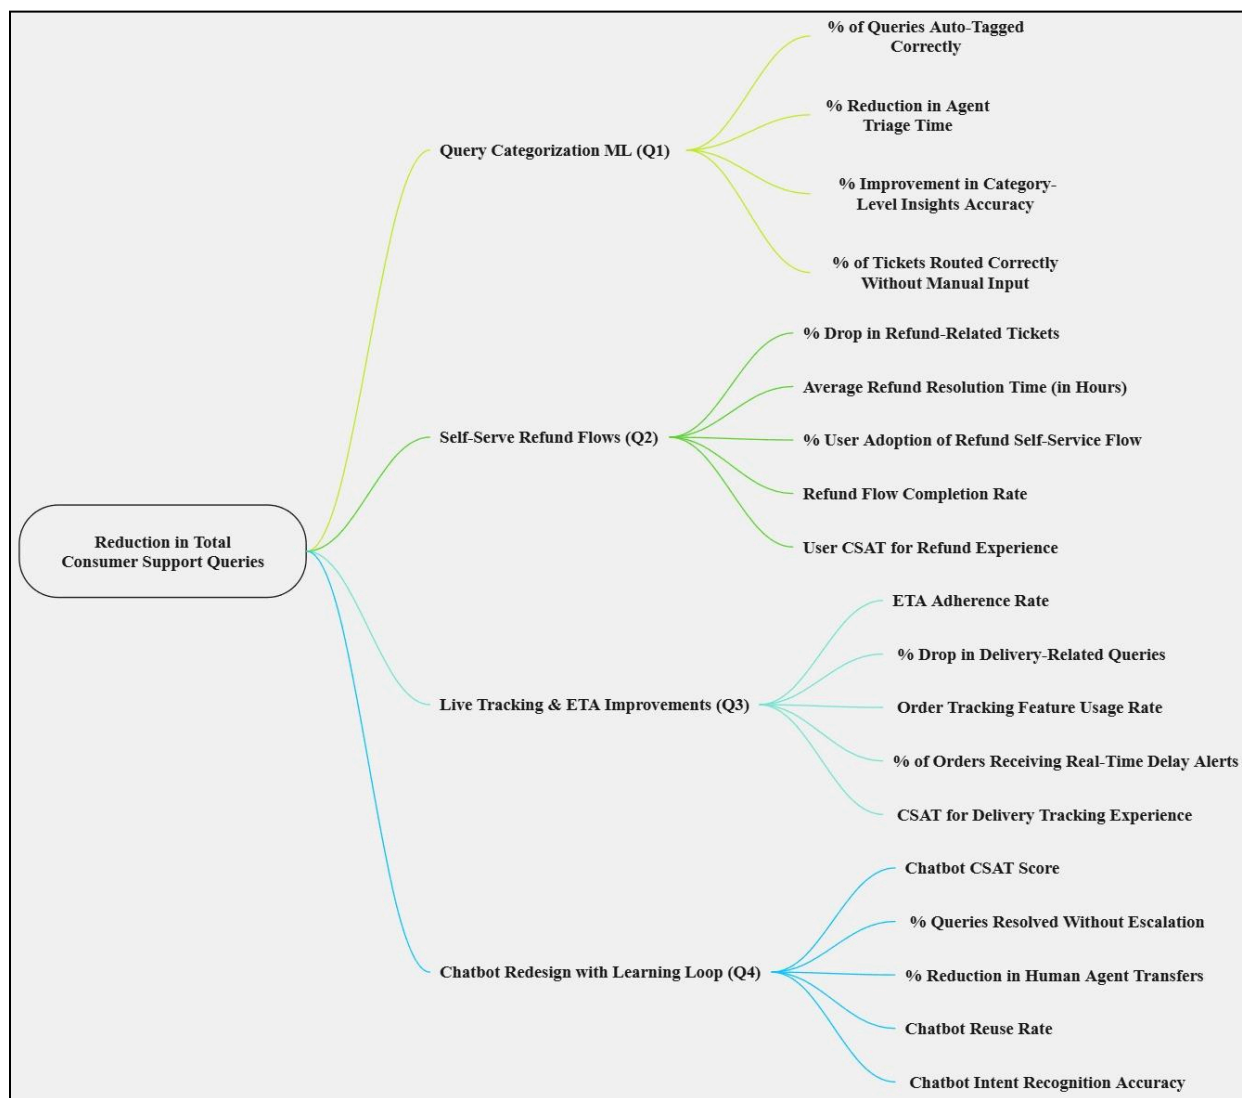 % of Queries Auto-Tagged
Correctly
% Reduction in Agent
Triage Time
Query Categorization ML (Q1)
% Improvement in Category-
Level Insights Accuracy
% of Tickets Routed Correctly
Without Manual Input
% Drop in Refund-Related Tickets
Average Refund Resolution Time (in Hours)
Self-Serve Refund Flows (Q2)
% User Adoption of Refund Self-Service Flow
Refund Flow Completion Rate
Reduction in Total
Consumer Support Queries
User CSAT for Refund Experience
ETA Adherence Rate
% Drop in Delivery-Related Queries
Live Tracking & ETA Improvements (Q3)
Order Tracking Feature Usage Rate
% of Orders Receiving Real-Time Delay Alerts
CSAT for Delivery Tracking Experience
Chatbot CSAT Score
% Queries Resolved Without Escalation
Chatbot Redesign with Learning Loop (Q4)
% Reduction in Human Agent Transfers
Chatbot Reuse Rate
Chatbot Intent Recognition Accuracy